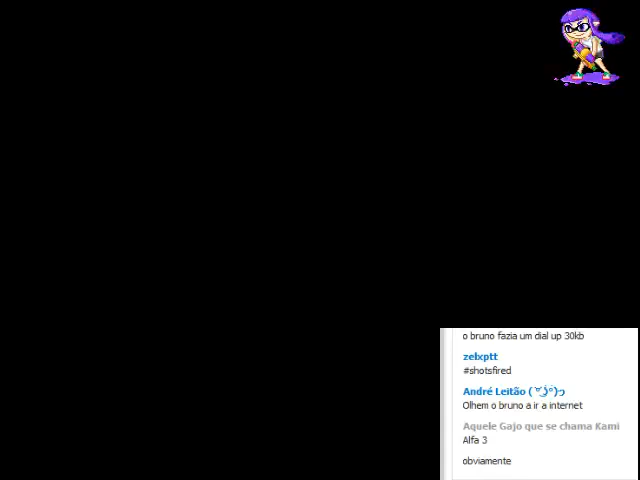 o bruno fazia um dial up 30kb
zelxptt
#shotsfired
André Leitão ( ͡° ͜ʖ ͡°)っ
Olhem o bruno a ir a internet
Aquele Gajo que se chama Kami
Alfa 3
obviamente